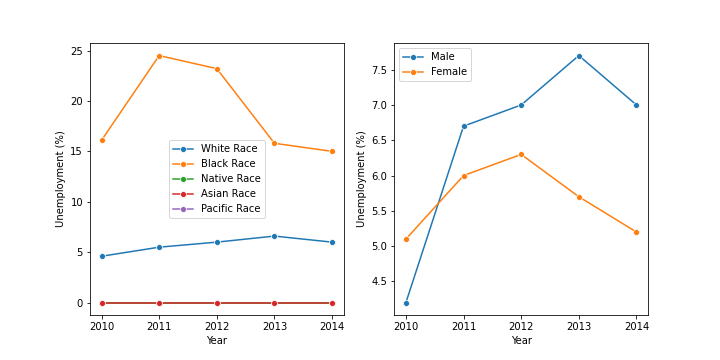 Unemployment (%)
25
20
15
10
5
0
White Race
Black Race
Native Race
Asian Race
Pacific Race
2010 2011 2012 2013 2014
Year
Unemployment (%)
7.5
7.0
6.5
6.0
5.5
5.0
4.5
Male
Female
2010 2011 2012 2013 2014
Year